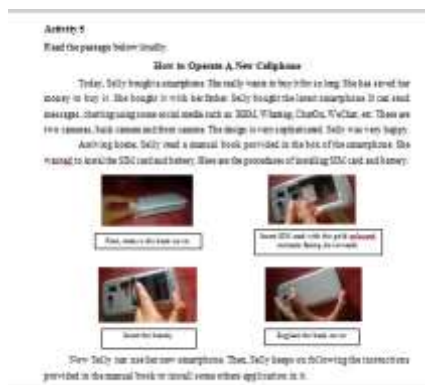 Activity 5
Read the passage below loudly.
How to Operate A New Cellphone
Today, Selly bought a smartphone. She really wants to buy it for so long. She has saved her
money to buy it. She bought it with her father. Selly bought the latest smartphone. It can send
messages, chatting using some social media such as BBM, WhatsApp, ChatOn, WeChat, etc. There are
two cameras, back camera and front camera. The design is very sophisticated. Selly was very happy.
Arriving home, Selly read a manual book provided in the box of the smartphone. She
wanted to install the SIM card and battery. Here are the procedures of installing SIM card and battery:
First, remove the back cover
Insert SIM card with the gold coloured
contacts facing downwards
Insert the battery
Replace the back cover
Now Selly can use her new smartphone. Then, Selly keeps on following the instructions
provided in the manual book to install some others application in it.